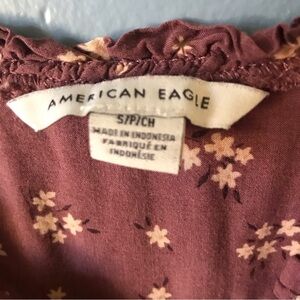 AMERICAN EAGLE
S/P/CH
MADE IN INDONESIA
FABRIQUÉ EN
INDONÉSIE